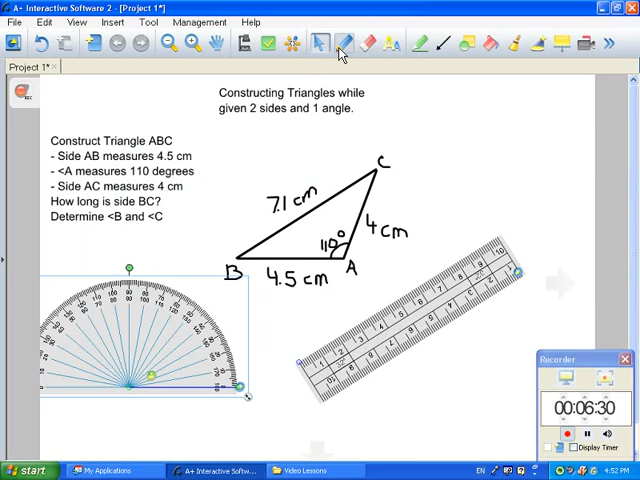 A+ Interactive Software 2 - [Project 1*]
File Edit View Insert Tool Management Help
Project 1*
REC
Constructing Triangles while
given 2 sides and 1 angle.
Construct Triangle ABC
- Side AB measures 4.5 cm
- <A measures 110 degrees
- Side AC measures 4 cm
How long is side BC?
Determine <B and <C
C
7.1 cm
4 cm
110°
B
A
4.5 cm
Recorder
00:06:30
Display Timer
start
My Applications
A+ Interactive Softw...
Video Lessons
EN
4:52 PM